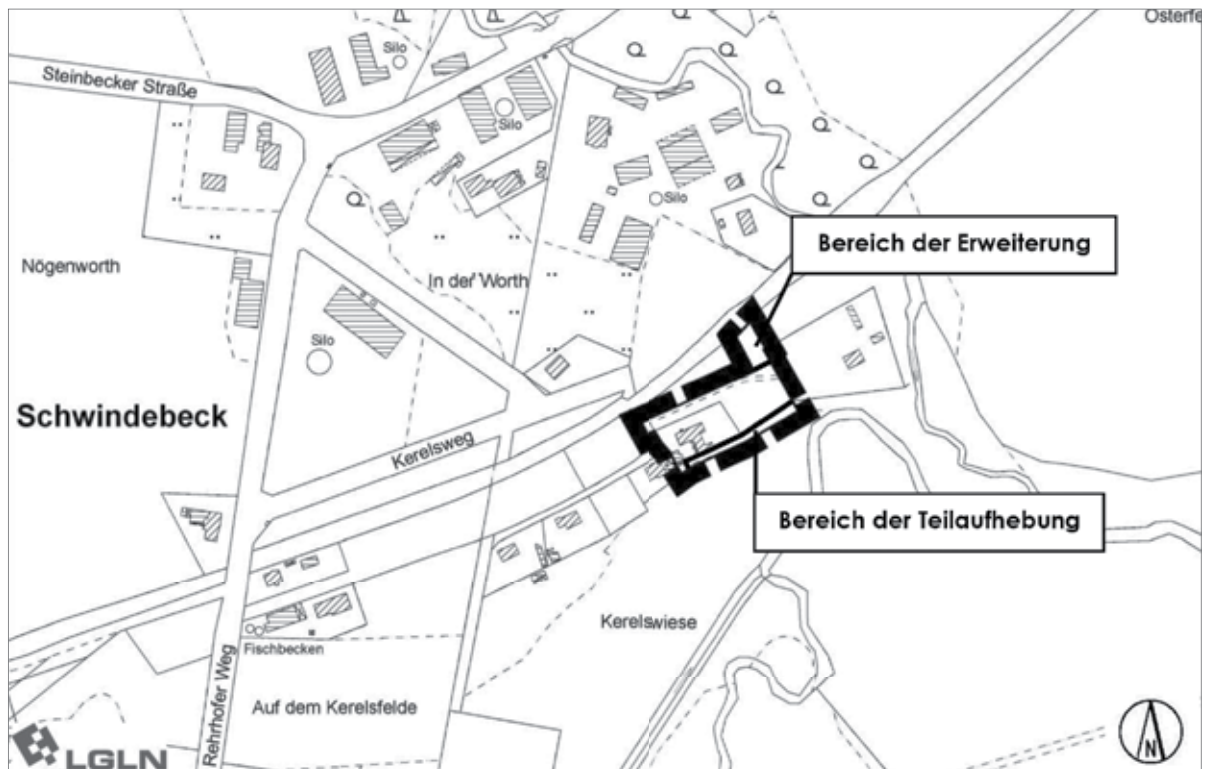 Osterfe
Silo
Steinbecker Straße
Silo
Silo
Bereich der Erweiterung
Nögenworth
In der Worth
Silo
Schwindebeck
Kerelsweg
Bereich der Teilaufhebung
Kerelswiese
Fischbecken
Rehrhofer Weg
Auf dem Kerelsfelde
LGLN
N